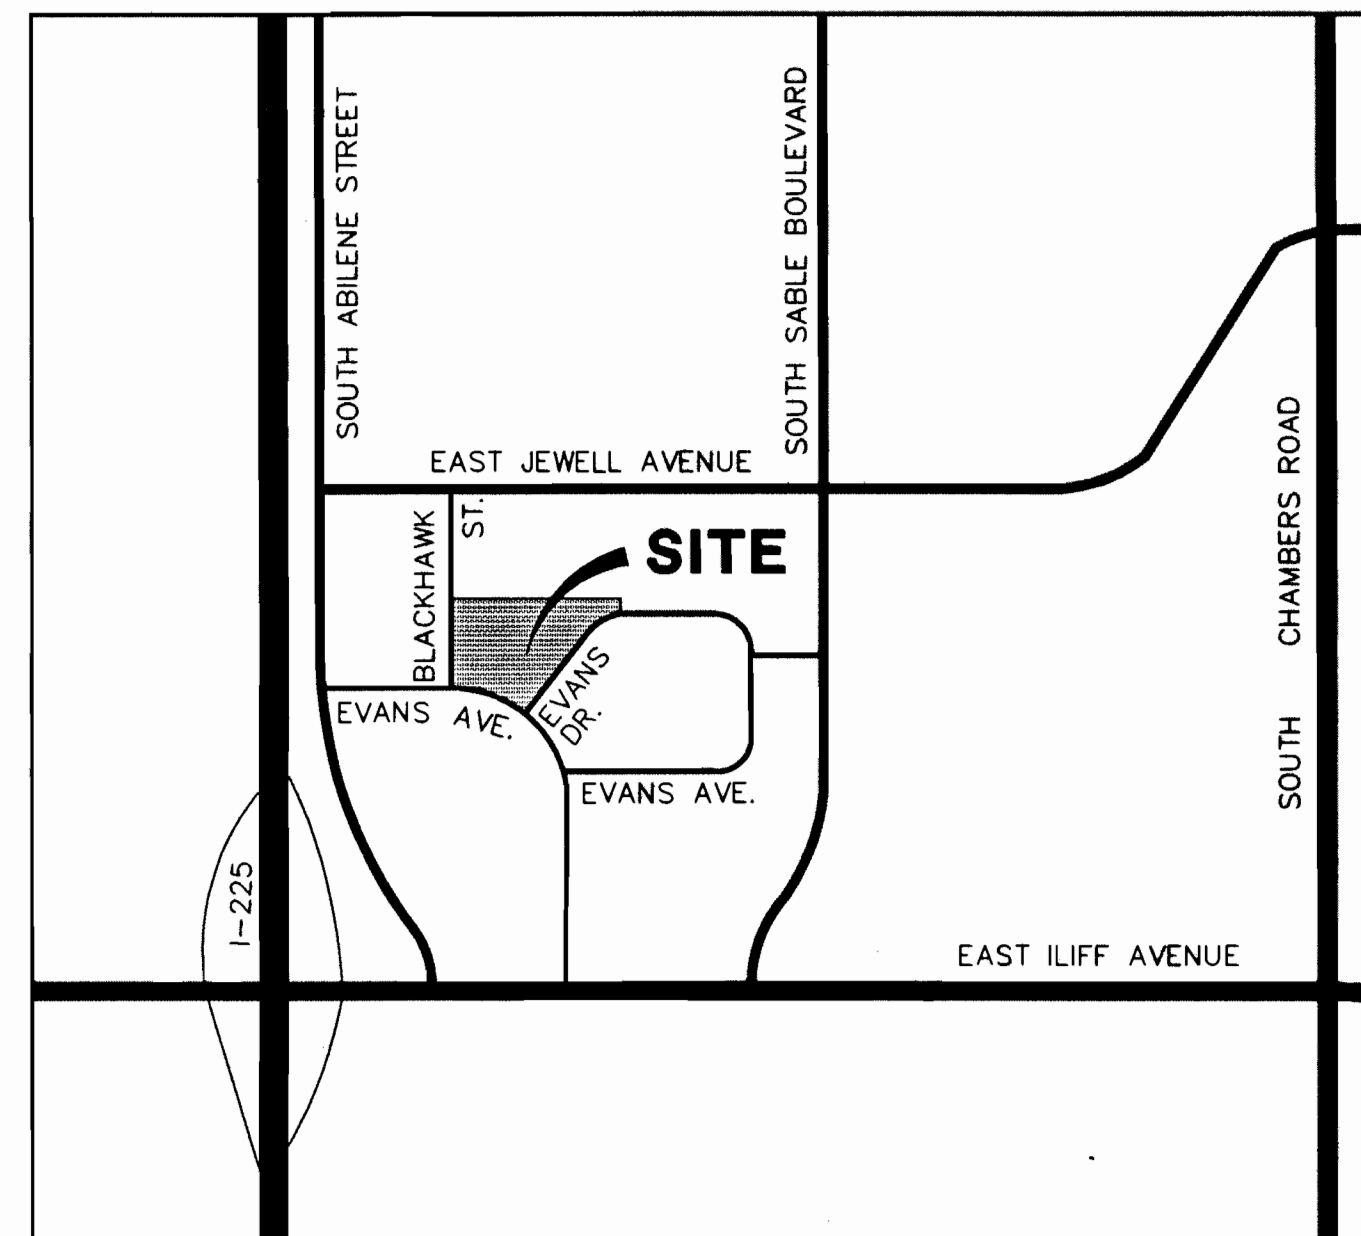 SOUTH ABILENE STREET
SOUTH SABLE BOULEVARD
EAST JEWELL AVENUE
SOUTH CHAMBERS ROAD
BLACKHAWK ST.
SITE
EVANS DR.
EVANS AVE.
EVANS AVE.
I-225
EAST ILIFF AVENUE